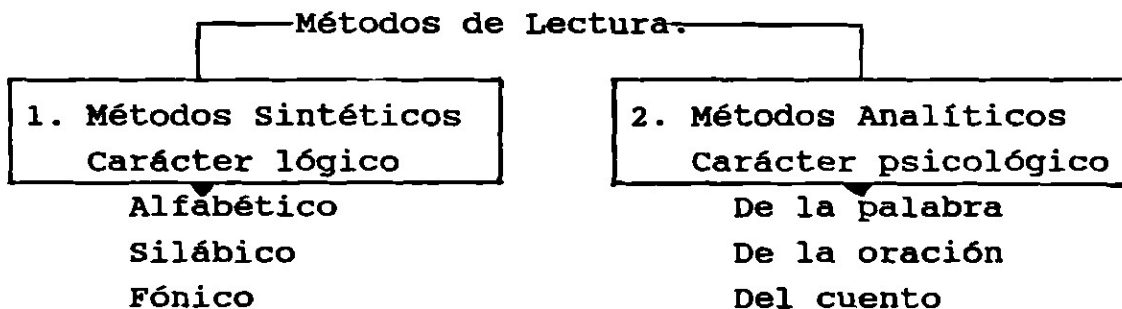 Métodos de Lectura.
1. Métodos Sintéticos
Carácter lógico
Alfabético
Silábico
Fónico
2. Métodos Analíticos
Carácter psicológico
De la palabra
De la oración
Del cuento